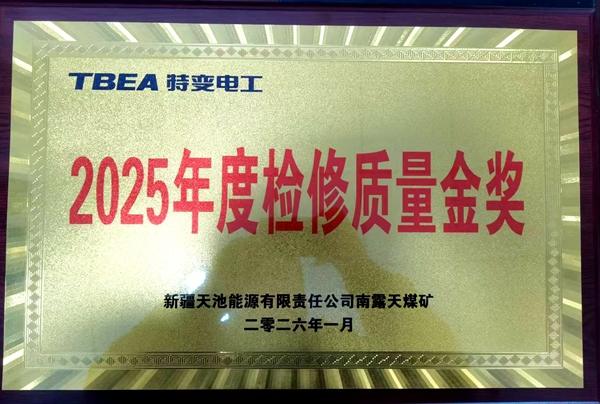 TBEA 特变电工
2025年度检修质量金奖
新疆天池能源有限责任公司南露天煤矿
二零二六年一月